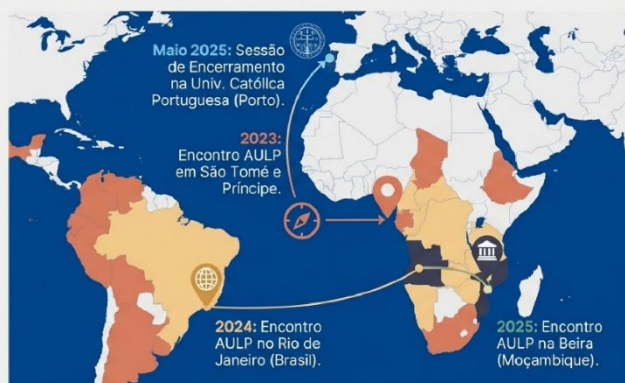 Maio 2025: Sessão
de Encerramento
na Univ. Católica
Portuguesa (Porto).
2023:
Encontro AULP
em São Tomé e
Príncipe.
2024: Encontro
AULP no Rio de
Janeiro (Brasil).
2025: Encontro
AULP na Beira
(Moçambique).